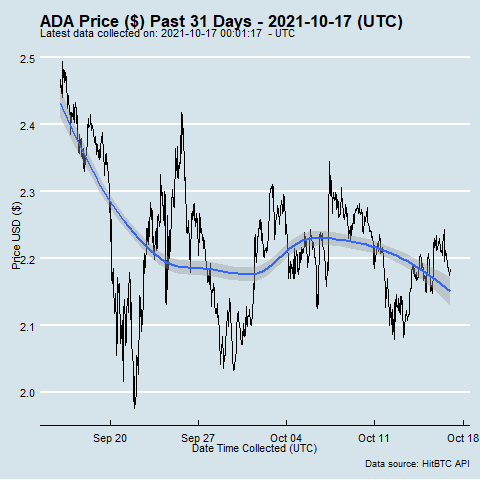 ADA Price ($) Past 31 Days - 2021-10-17 (UTC)
Latest data collected on: 2021-10-17 00:01:17 - UTC
2.5
2.4
2.3
2.2
2.1
2.0
Price USD ($)
Sep 20
Sep 27
Oct 04
Oct 11
Oct 18
Date Time Collected (UTC)
Data source: HitBTC API